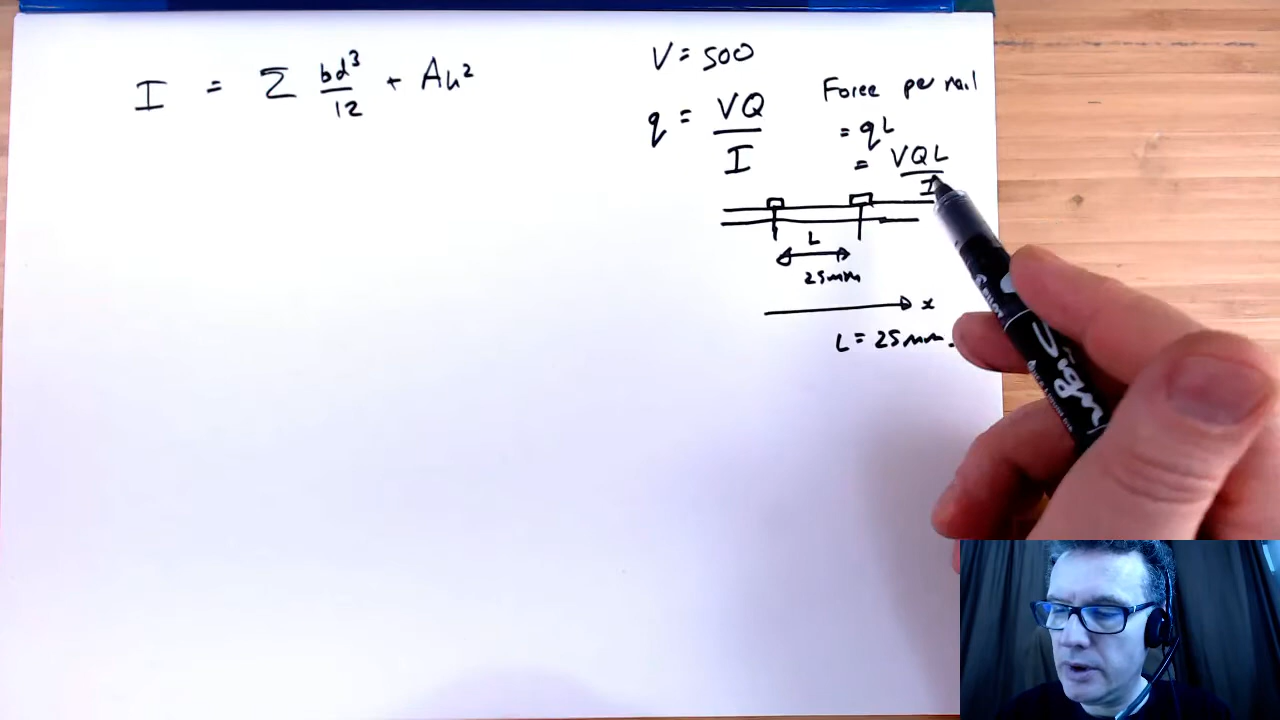 I = Σ bd³/12 + Ah²
V = 500
q = VQ/I
Force per nail
= qL
= VQL/I
L
25mm
x
L = 25mm.